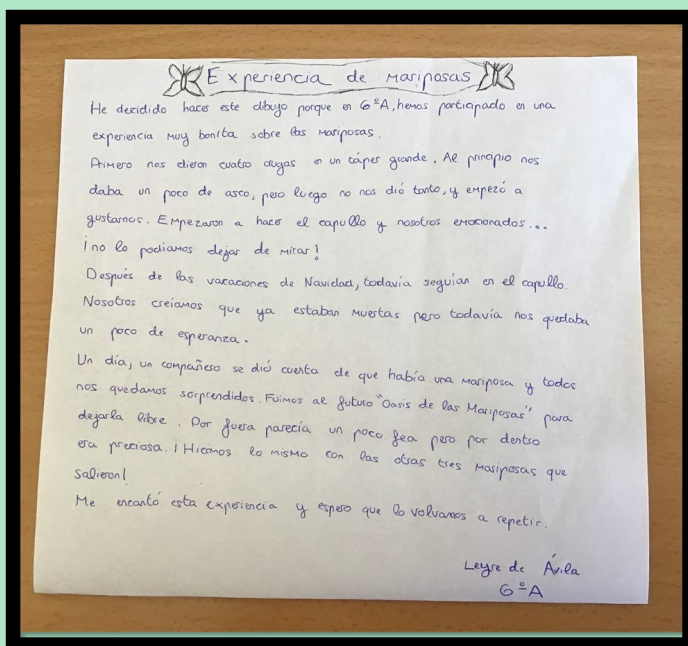 Experiencia de mariposas
He decidido hacer este dibujo porque en 6ºA, hemos participado en una
experiencia muy bonita sobre las mariposas.
Primero nos dieron cuatro orugas en un táper grande. Al principio nos
daba un poco de asco, pero luego no nos dió tanto, y empezó a
gustarnos. Empezaron a hacer el capullo y nosotros emocionados...
¡no lo podíamos dejar de mirar!
Después de las vacaciones de Navidad, todavía seguían en el capullo.
Nosotros creíamos que ya estaban muertas pero todavía nos quedaba
un poco de esperanza.
Un día, un compañero se dió cuenta de que había una mariposa y todos
nos quedamos sorprendidos. Fuimos al futuro "Oasis de las Mariposas" para
dejarla libre. Por fuera parecía un poco fea pero por dentro
era preciosa. ¡Hicimos lo mismo con las otras tres mariposas que
salieron!
Me encantó esta experiencia y espero que lo volvamos a repetir.
Leyre de Ávila
6ºA